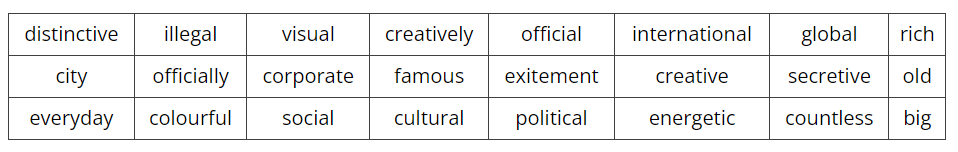 distinctive illegal visual creatively official international global rich
city officially corporate famous exitement creative secretive old
everyday colourful social cultural political energetic countless big